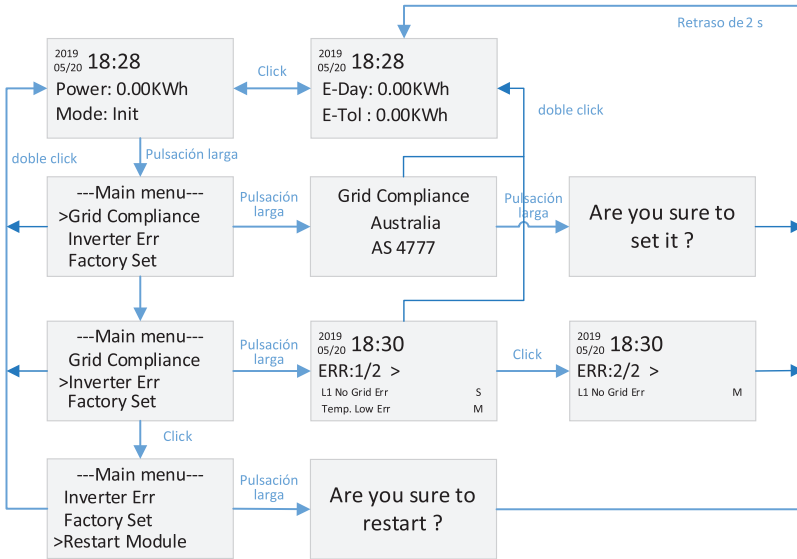 Retraso de 2 s
2019
05/20 18:28
Power: 0.00KWh
Mode: Init
Click
2019
05/20 18:28
E-Day: 0.00KWh
E-Tol : 0.00KWh
doble click
doble click
Pulsación larga
---Main menu---
>Grid Compliance
Inverter Err
Factory Set
Pulsación
larga
Grid Compliance
Australia
AS 4777
Pulsación
larga
Are you sure to
set it ?
---Main menu---
Grid Compliance
>Inverter Err
Factory Set
Pulsación
larga
2019
05/20 18:30
ERR:1/2 >
L1 No Grid Err S
Temp. Low Err M
Click
2019
05/20 18:30
ERR:2/2 >
L1 No Grid Err M
Click
---Main menu---
Inverter Err
Factory Set
>Restart Module
Pulsación
larga
Are you sure to
restart ?